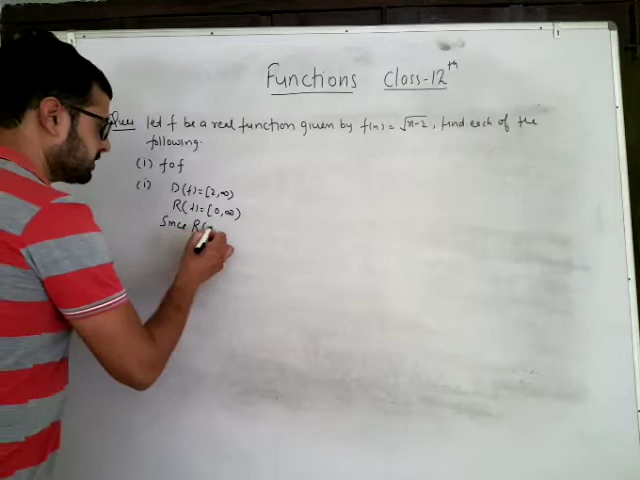 Functions Class-12th
Ques let f be a real function given by f(x) = √x-2, find each of the
following.
(i) fof
(i) D(f)=[2,∞)
R(f)=[0,∞)
Since R(